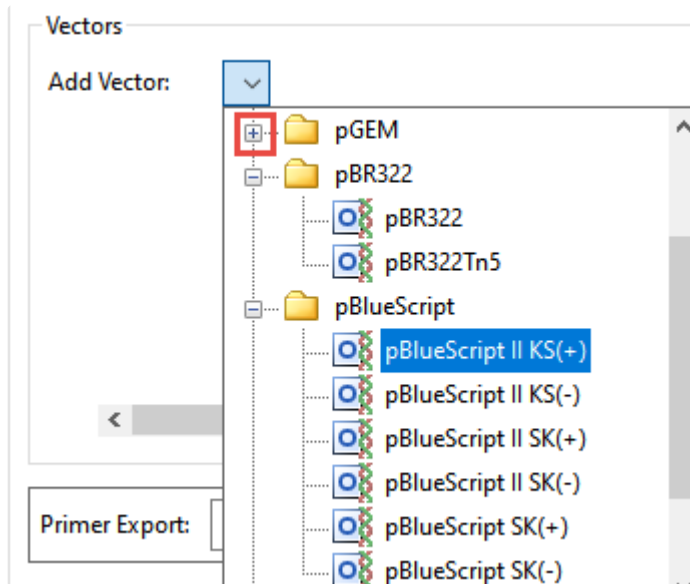 Vectors
Add Vector:
pGEM
pBR322
pBR322
pBR322Tn5
pBlueScript
pBlueScript II KS(+)
pBlueScript II KS(-)
pBlueScript II SK(+)
pBlueScript II SK(-)
Primer Export:
pBlueScript SK(+)
pBlueScript SK(-)